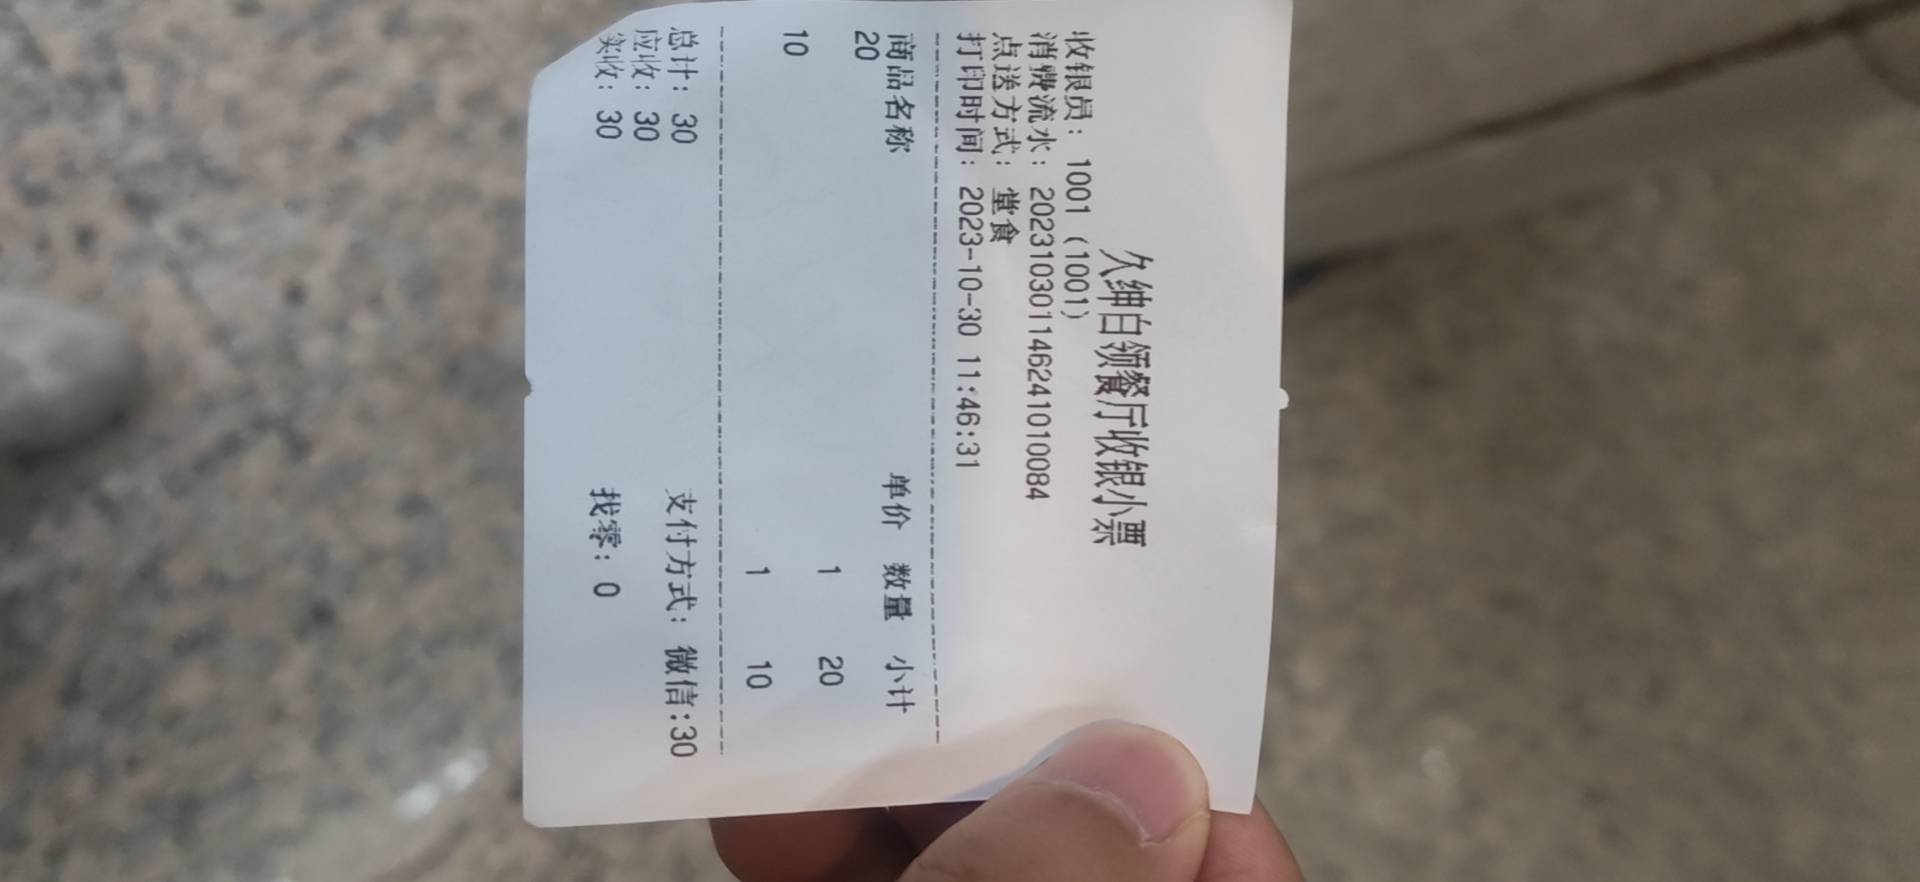 久绅白领餐厅收银小票
收银员: 1001 (1001)
消费流水: 202310301146241010084
点送方式: 堂食
打印时间: 2023-10-30 11:46:31
商品名称 单价 数量 小计
20
1 20
10
1 10
总计: 30 支付方式: 微信:30
应收: 30
实收: 30 找零: 0